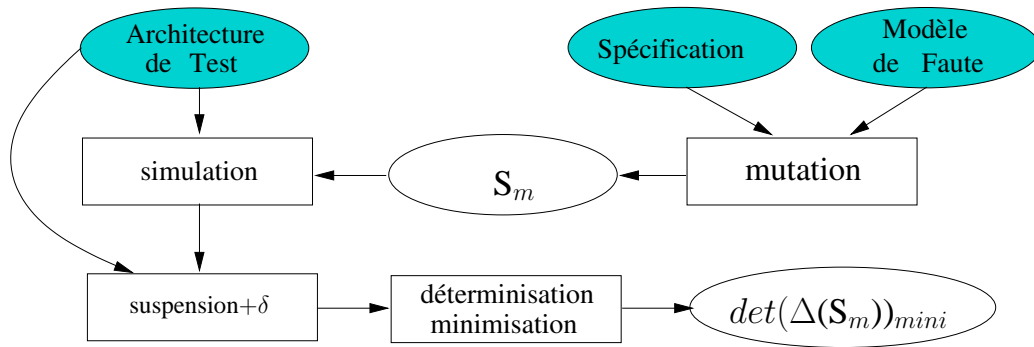 Architecture
de Test
Spécification
Modèle
de Faute
simulation
S_m
mutation
suspension+δ
déterminisation
minimisation
det(Δ(S_m))_mini